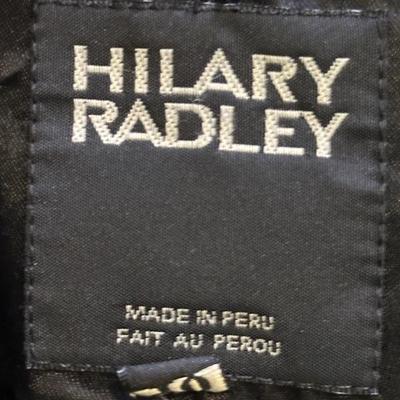 HILARY
RADLEY
MADE IN PERU
FAIT AU PEROU